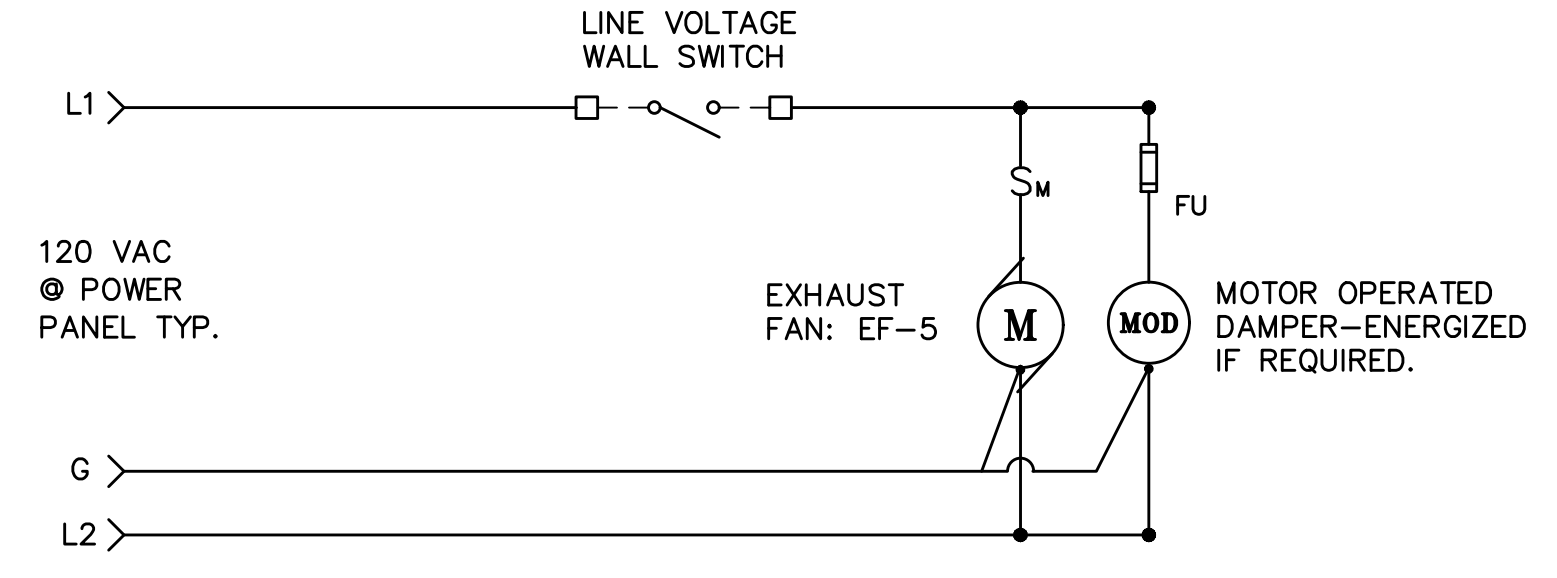 LINE VOLTAGE
WALL SWITCH
L1
SM
FU
120 VAC
@ POWER
PANEL TYP.
EXHAUST
FAN: EF-5
M
MOD
MOTOR OPERATED
DAMPER-ENERGIZED
IF REQUIRED.
G
L2